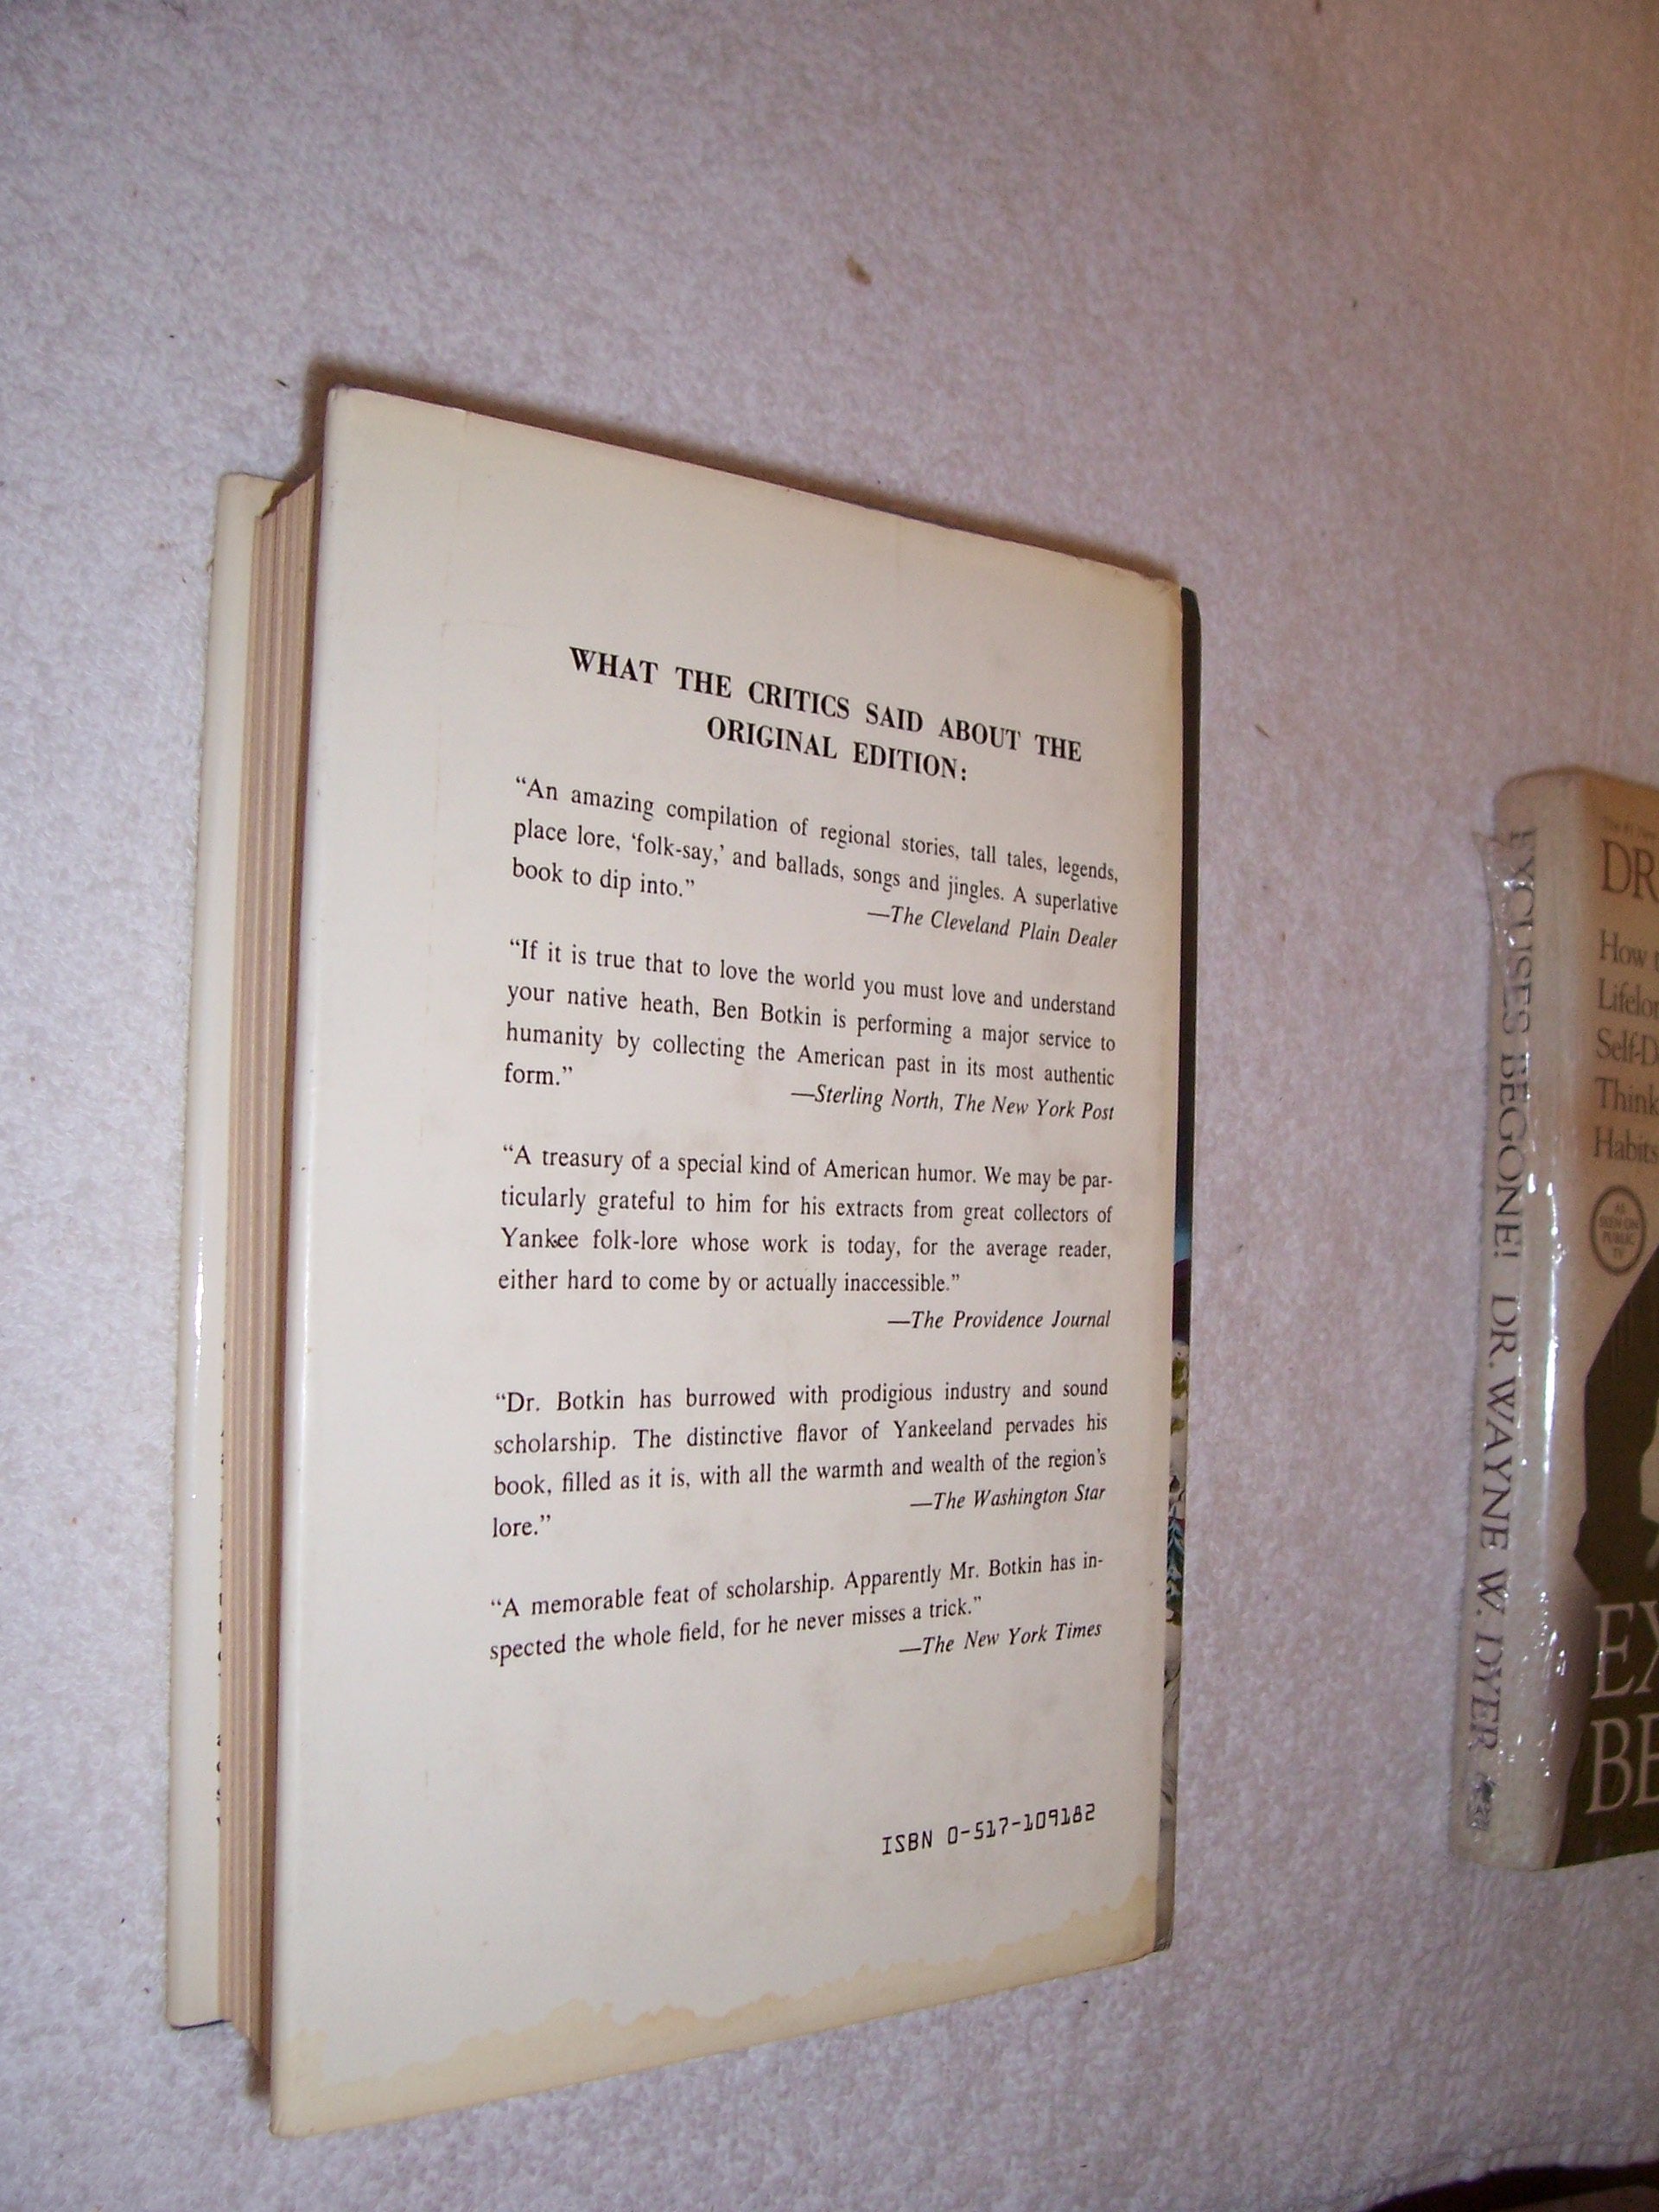 WHAT THE CRITICS SAID ABOUT THE
ORIGINAL EDITION:
“An amazing compilation of regional stories, tall tales, legends,
place lore, ‘folk-say,’ and ballads, songs and jingles. A superlative
book to dip into.”
—The Cleveland Plain Dealer
“If it is true that to love the world you must love and understand
your native heath, Ben Botkin is performing a major service to
humanity by collecting the American past in its most authentic
form.”
—Sterling North, The New York Post
“A treasury of a special kind of American humor. We may be par-
ticularly grateful to him for his extracts from great collectors of
Yankee folk-lore whose work is today, for the average reader,
either hard to come by or actually inaccessible.”
—The Providence Journal
“Dr. Botkin has burrowed with prodigious industry and sound
scholarship. The distinctive flavor of Yankeeland pervades his
book, filled as it is, with all the warmth and wealth of the region’s
lore.”
—The Washington Star
“A memorable feat of scholarship. Apparently Mr. Botkin has in-
spected the whole field, for he never misses a trick.”
—The New York Times
ISBN 0-517-109182
EXCUSES BEGONE! DR. WAYNE W. DYER
DR
How
Self-D
Think
Habits
AS
SEEN ON
PUBLIC
TV
EX
BE